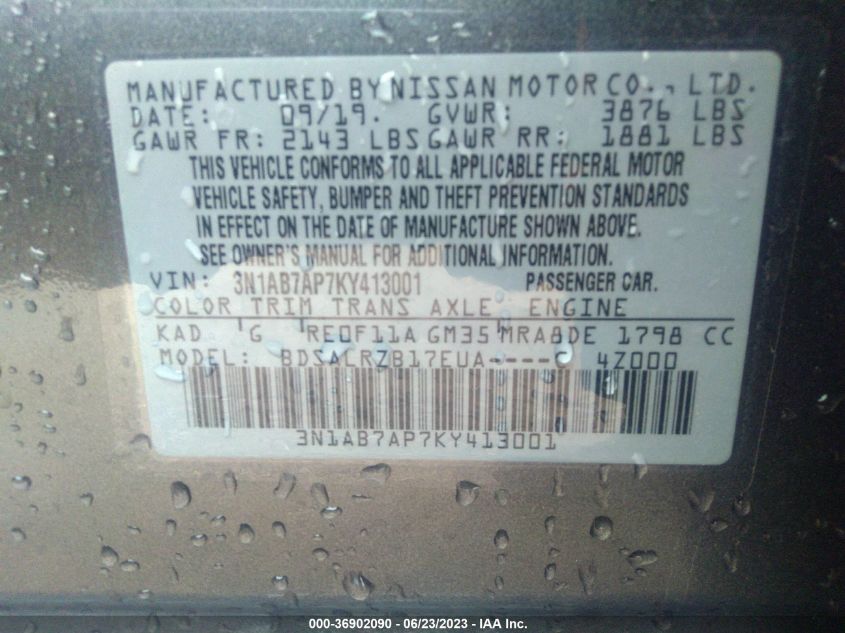 MANUFACTURED BY NISSAN MOTOR CO., LTD.
DATE: 09/19. GVWR: 3876 LBS
GAWR FR: 2143 LBS GAWR RR: 1881 LBS
THIS VEHICLE CONFORMS TO ALL APPLICABLE FEDERAL MOTOR
VEHICLE SAFETY, BUMPER AND THEFT PREVENTION STANDARDS
IN EFFECT ON THE DATE OF MANUFACTURE SHOWN ABOVE.
SEE OWNER'S MANUAL FOR ADDITIONAL INFORMATION.
VIN: 3N1AB7AP7KY413001 PASSENGER CAR.
COLOR TRIM TRANS AXLE ENGINE
KAD G RE0F11A GM35 MRA8DE 1798 CC
MODEL: BDSALRZB17EUA----C 4Z000
3N1AB7AP7KY413001
000-36902090 - 06/23/2023 - IAA Inc.